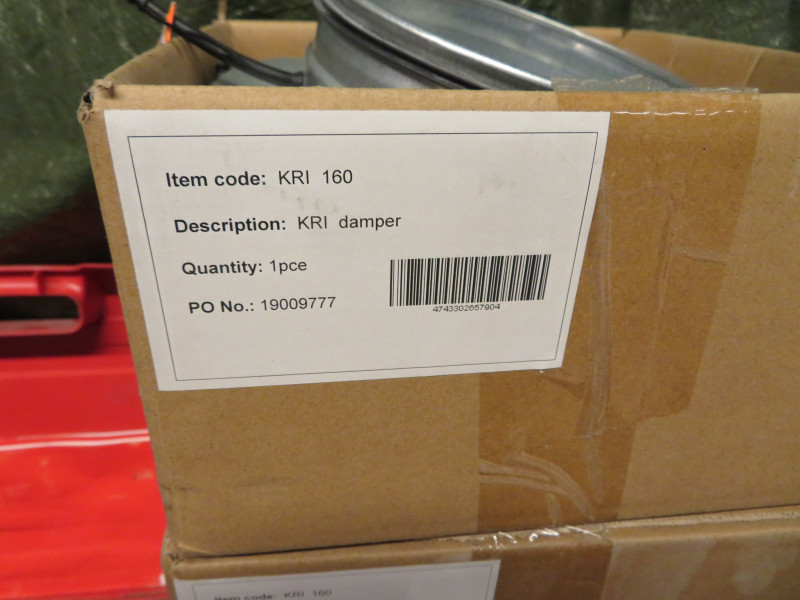 Item code: KRI 160
Description: KRI damper
Quantity: 1pce
PO No.: 19009777
4743302657904
Item code: KRI 160